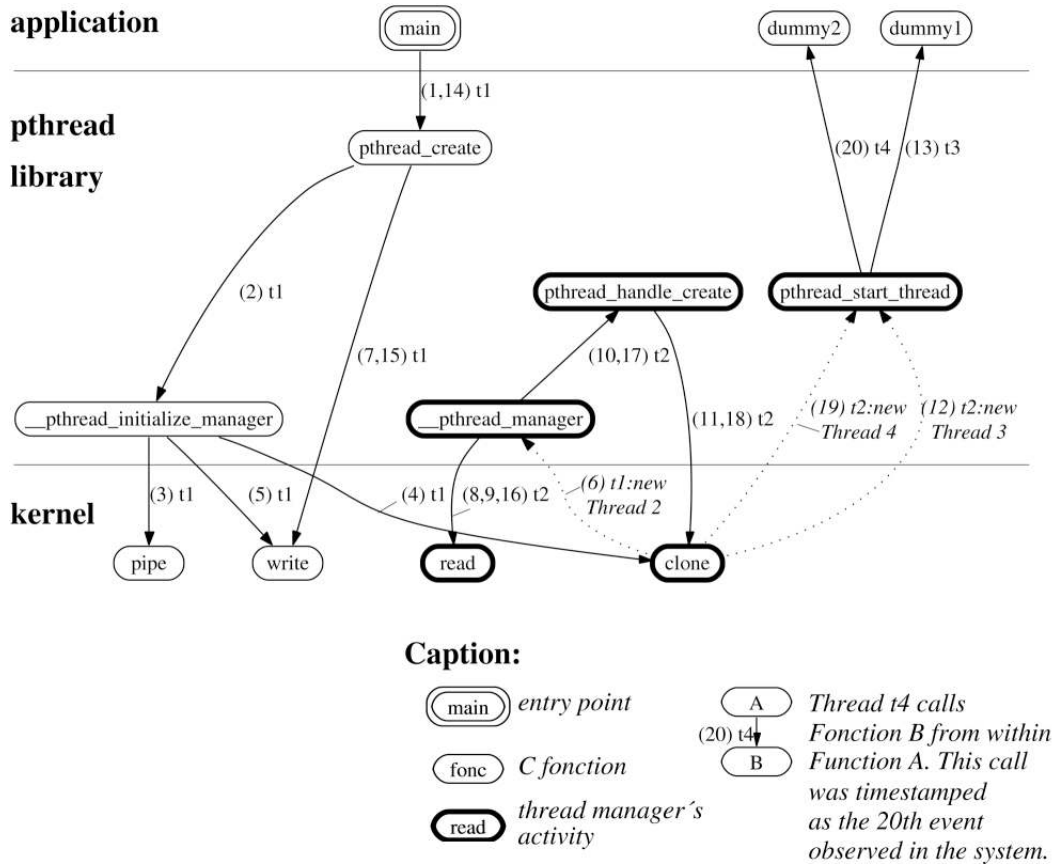 application
main
dummy2
dummy1
(1,14) t1
pthread
library
pthread_create
(20) t4
(13) t3
(2) t1
pthread_handle_create
pthread_start_thread
(7,15) t1
(10,17) t2
__pthread_initialize_manager
__pthread_manager
(11,18) t2
(19) t2:new
Thread 4
(12) t2:new
Thread 3
kernel
(3) t1
(5) t1
(4) t1
(8,9,16) t2
(6) t1:new
Thread 2
pipe
write
read
clone
Caption:
main
entry point
fonc
C fonction
read
thread manager´s
activity
A
(20) t4
B
Thread t4 calls
Fonction B from within
Function A. This call
was timestamped
as the 20th event
observed in the system.